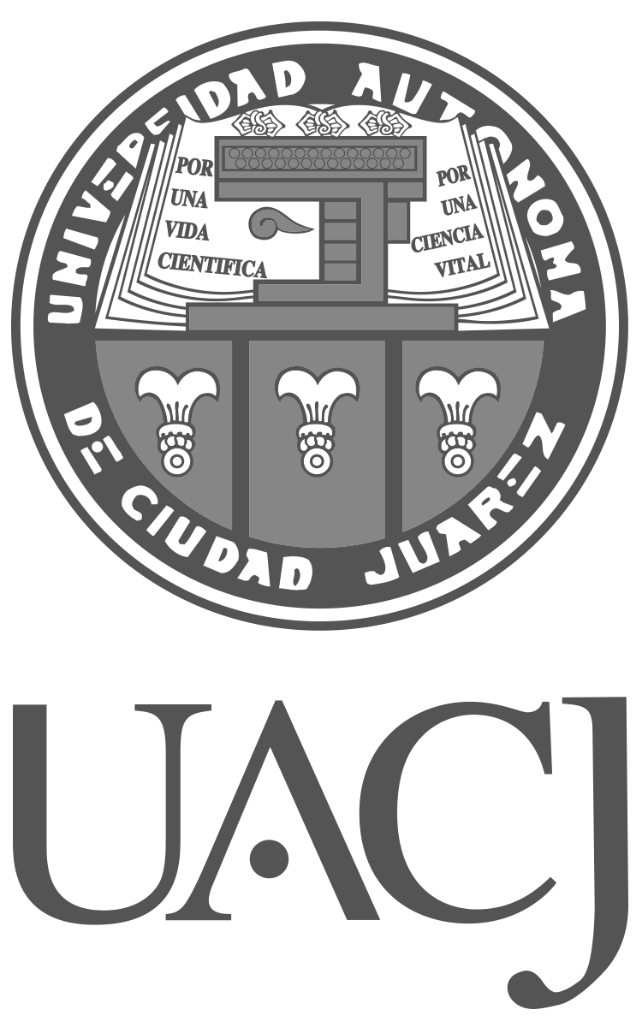 UNIVERSIDAD AUTONOMA
POR
UNA
VIDA
CIENTIFICA
POR
UNA
CIENCIA
VITAL
DE CIUDAD JUAREZ
UACJ